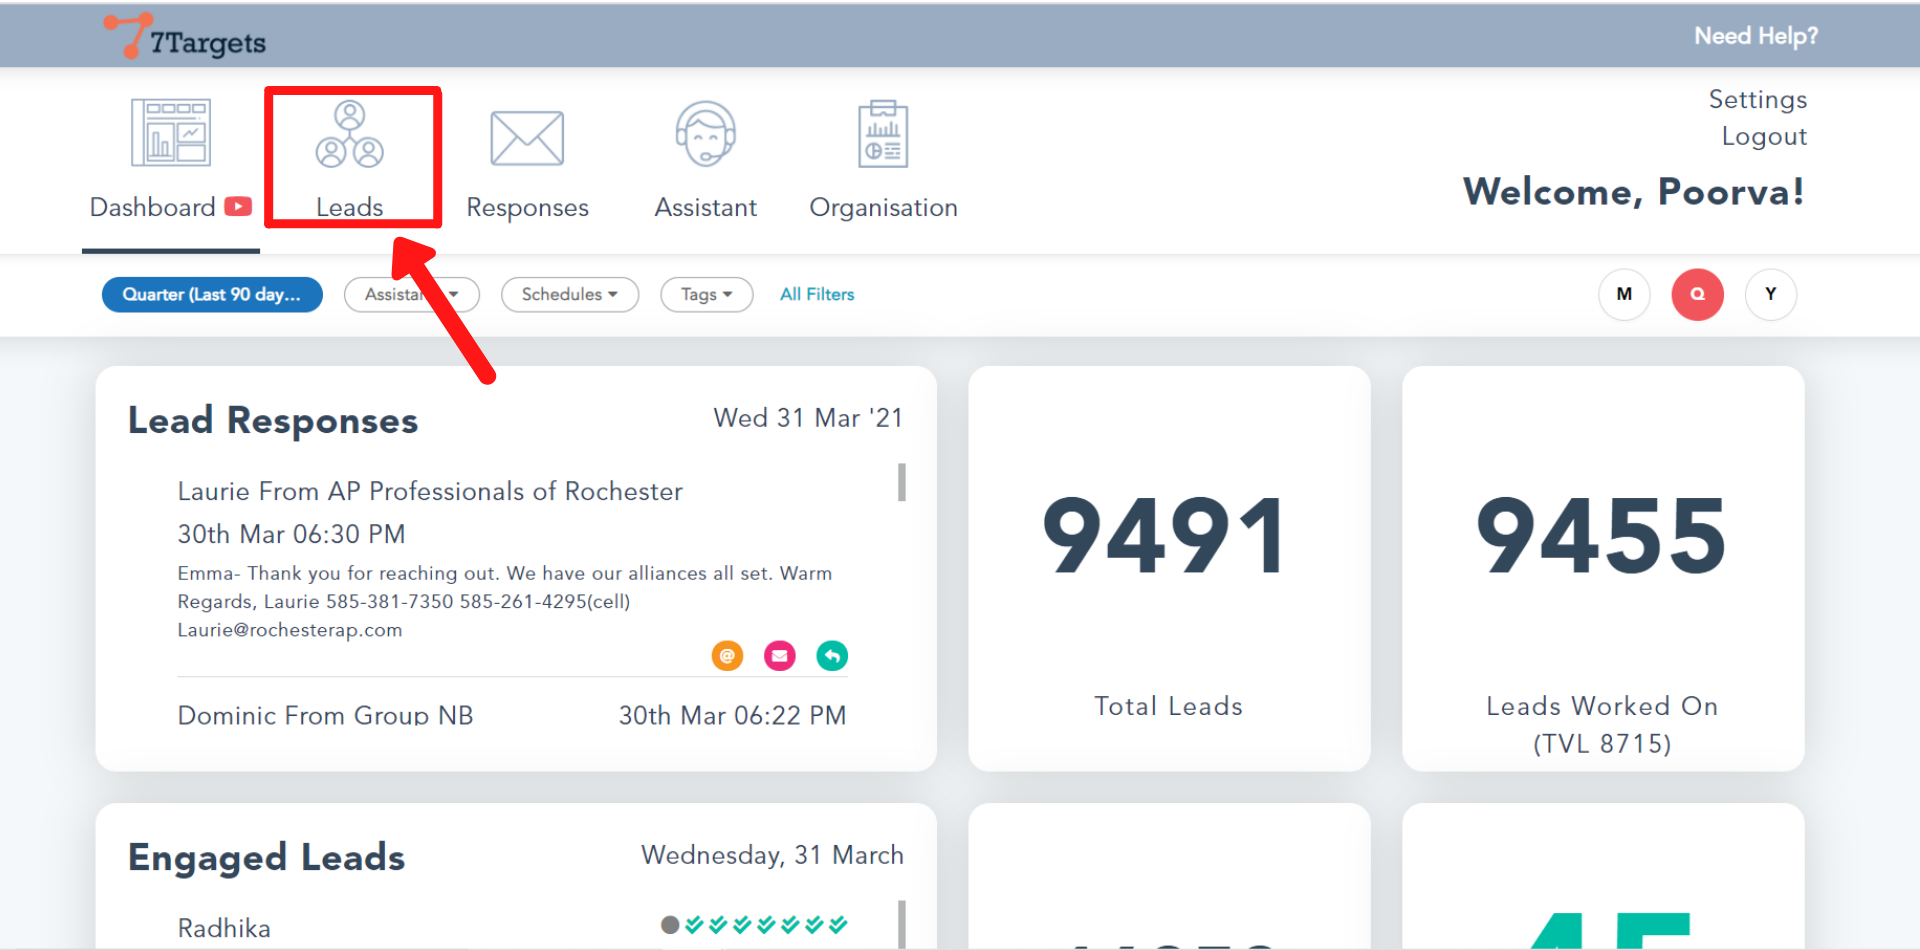 7Targets
Need Help?
Settings
Logout
Welcome, Poorva!
Dashboard
Leads
Responses
Assistant
Organisation
Quarter (Last 90 day...
Schedules
Tags
All Filters
M
Q
Y
Lead Responses
Wed 31 Mar '21
Laurie From AP Professionals of Rochester
30th Mar 06:30 PM
Emma- Thank you for reaching out. We have our alliances all set. Warm
Regards, Laurie 585-381-7350 585-261-4295(cell)
Laurie@rochesterap.com
@
Dominic From Group NB
30th Mar 06:22 PM
9491
Total Leads
9455
Leads Worked On
(TVL 8715)
Engaged Leads
Wednesday, 31 March
Radhika
45